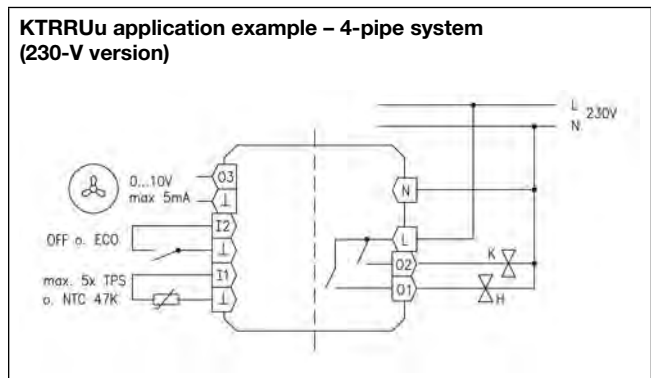 KTRRUu application example – 4-pipe system
(230-V version)
L
230V
N
O3
0...10V
max 5mA
⊥
N
I2
OFF o. ECO
⊥
L
O2
K
max. 5x TPS
I1
O1
o. NTC 47K
⊥
H